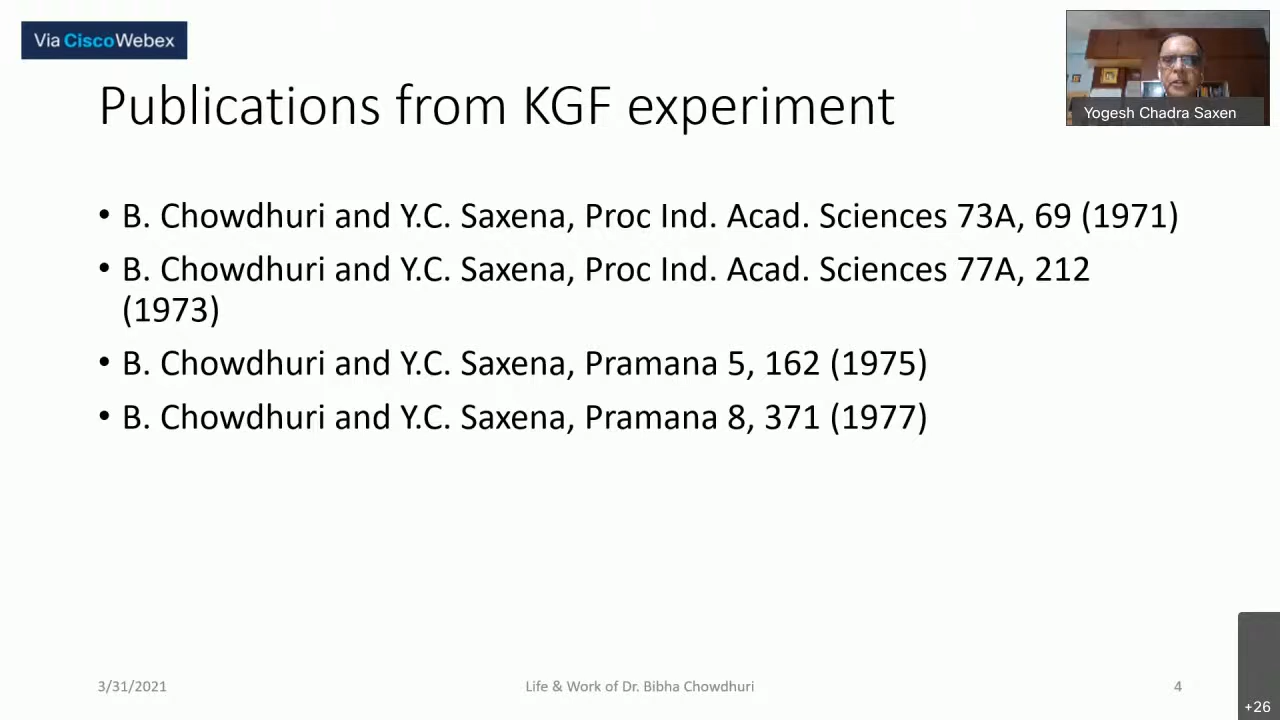 Via CiscoWebex
Publications from KGF experiment
Yogesh Chadra Saxen
• B. Chowdhuri and Y.C. Saxena, Proc Ind. Acad. Sciences 73A, 69 (1971)
• B. Chowdhuri and Y.C. Saxena, Proc Ind. Acad. Sciences 77A, 212
(1973)
• B. Chowdhuri and Y.C. Saxena, Pramana 5, 162 (1975)
• B. Chowdhuri and Y.C. Saxena, Pramana 8, 371 (1977)
3/31/2021
Life & Work of Dr. Bibha Chowdhuri
4
+26